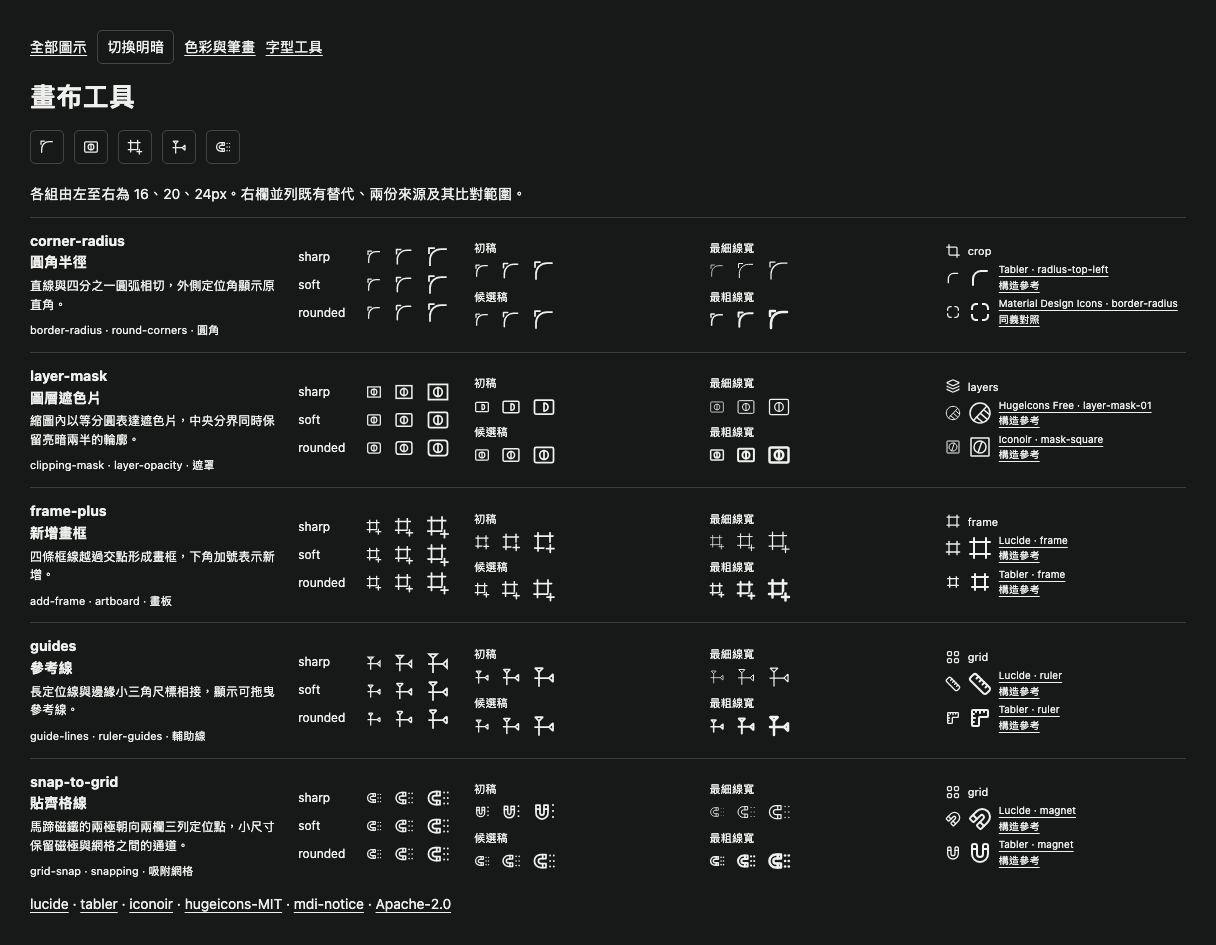 全部圖示 切換明暗 色彩與筆畫 字型工具
畫布工具
各組由左至右為 16、20、24px。右欄並列既有替代、兩份來源及其比對範圍。
corner-radius
圓角半徑
直線與四分之一圓弧相切，外側定位角顯示原
直角。
border-radius · round-corners · 圓角
sharp
soft
rounded
初稿
候選稿
最細線寬
最粗線寬
crop
Tabler · radius-top-left
構造參考
Material Design Icons · border-radius
同義對照
layer-mask
圖層遮色片
縮圖內以等分圓表達遮色片，中央分界同時保
留亮暗兩半的輪廓。
clipping-mask · layer-opacity · 遮罩
sharp
soft
rounded
初稿
候選稿
最細線寬
最粗線寬
layers
Hugeicons Free · layer-mask-01
構造參考
Iconoir · mask-square
構造參考
frame-plus
新增畫框
四條框線越過交點形成畫框，下角加號表示新
增。
add-frame · artboard · 畫板
sharp
soft
rounded
初稿
候選稿
最細線寬
最粗線寬
frame
Lucide · frame
構造參考
Tabler · frame
構造參考
guides
參考線
長定位線與邊緣小三角尺標相接，顯示可拖曳
參考線。
guide-lines · ruler-guides · 輔助線
sharp
soft
rounded
初稿
候選稿
最細線寬
最粗線寬
grid
Lucide · ruler
構造參考
Tabler · ruler
構造參考
snap-to-grid
貼齊格線
馬蹄磁鐵的兩極朝向兩欄三列定位點，小尺寸
保留磁極與網格之間的通道。
grid-snap · snapping · 吸附網格
sharp
soft
rounded
初稿
候選稿
最細線寬
最粗線寬
grid
Lucide · magnet
構造參考
Tabler · magnet
構造參考
lucide · tabler · iconoir · hugeicons-MIT · mdi-notice · Apache-2.0